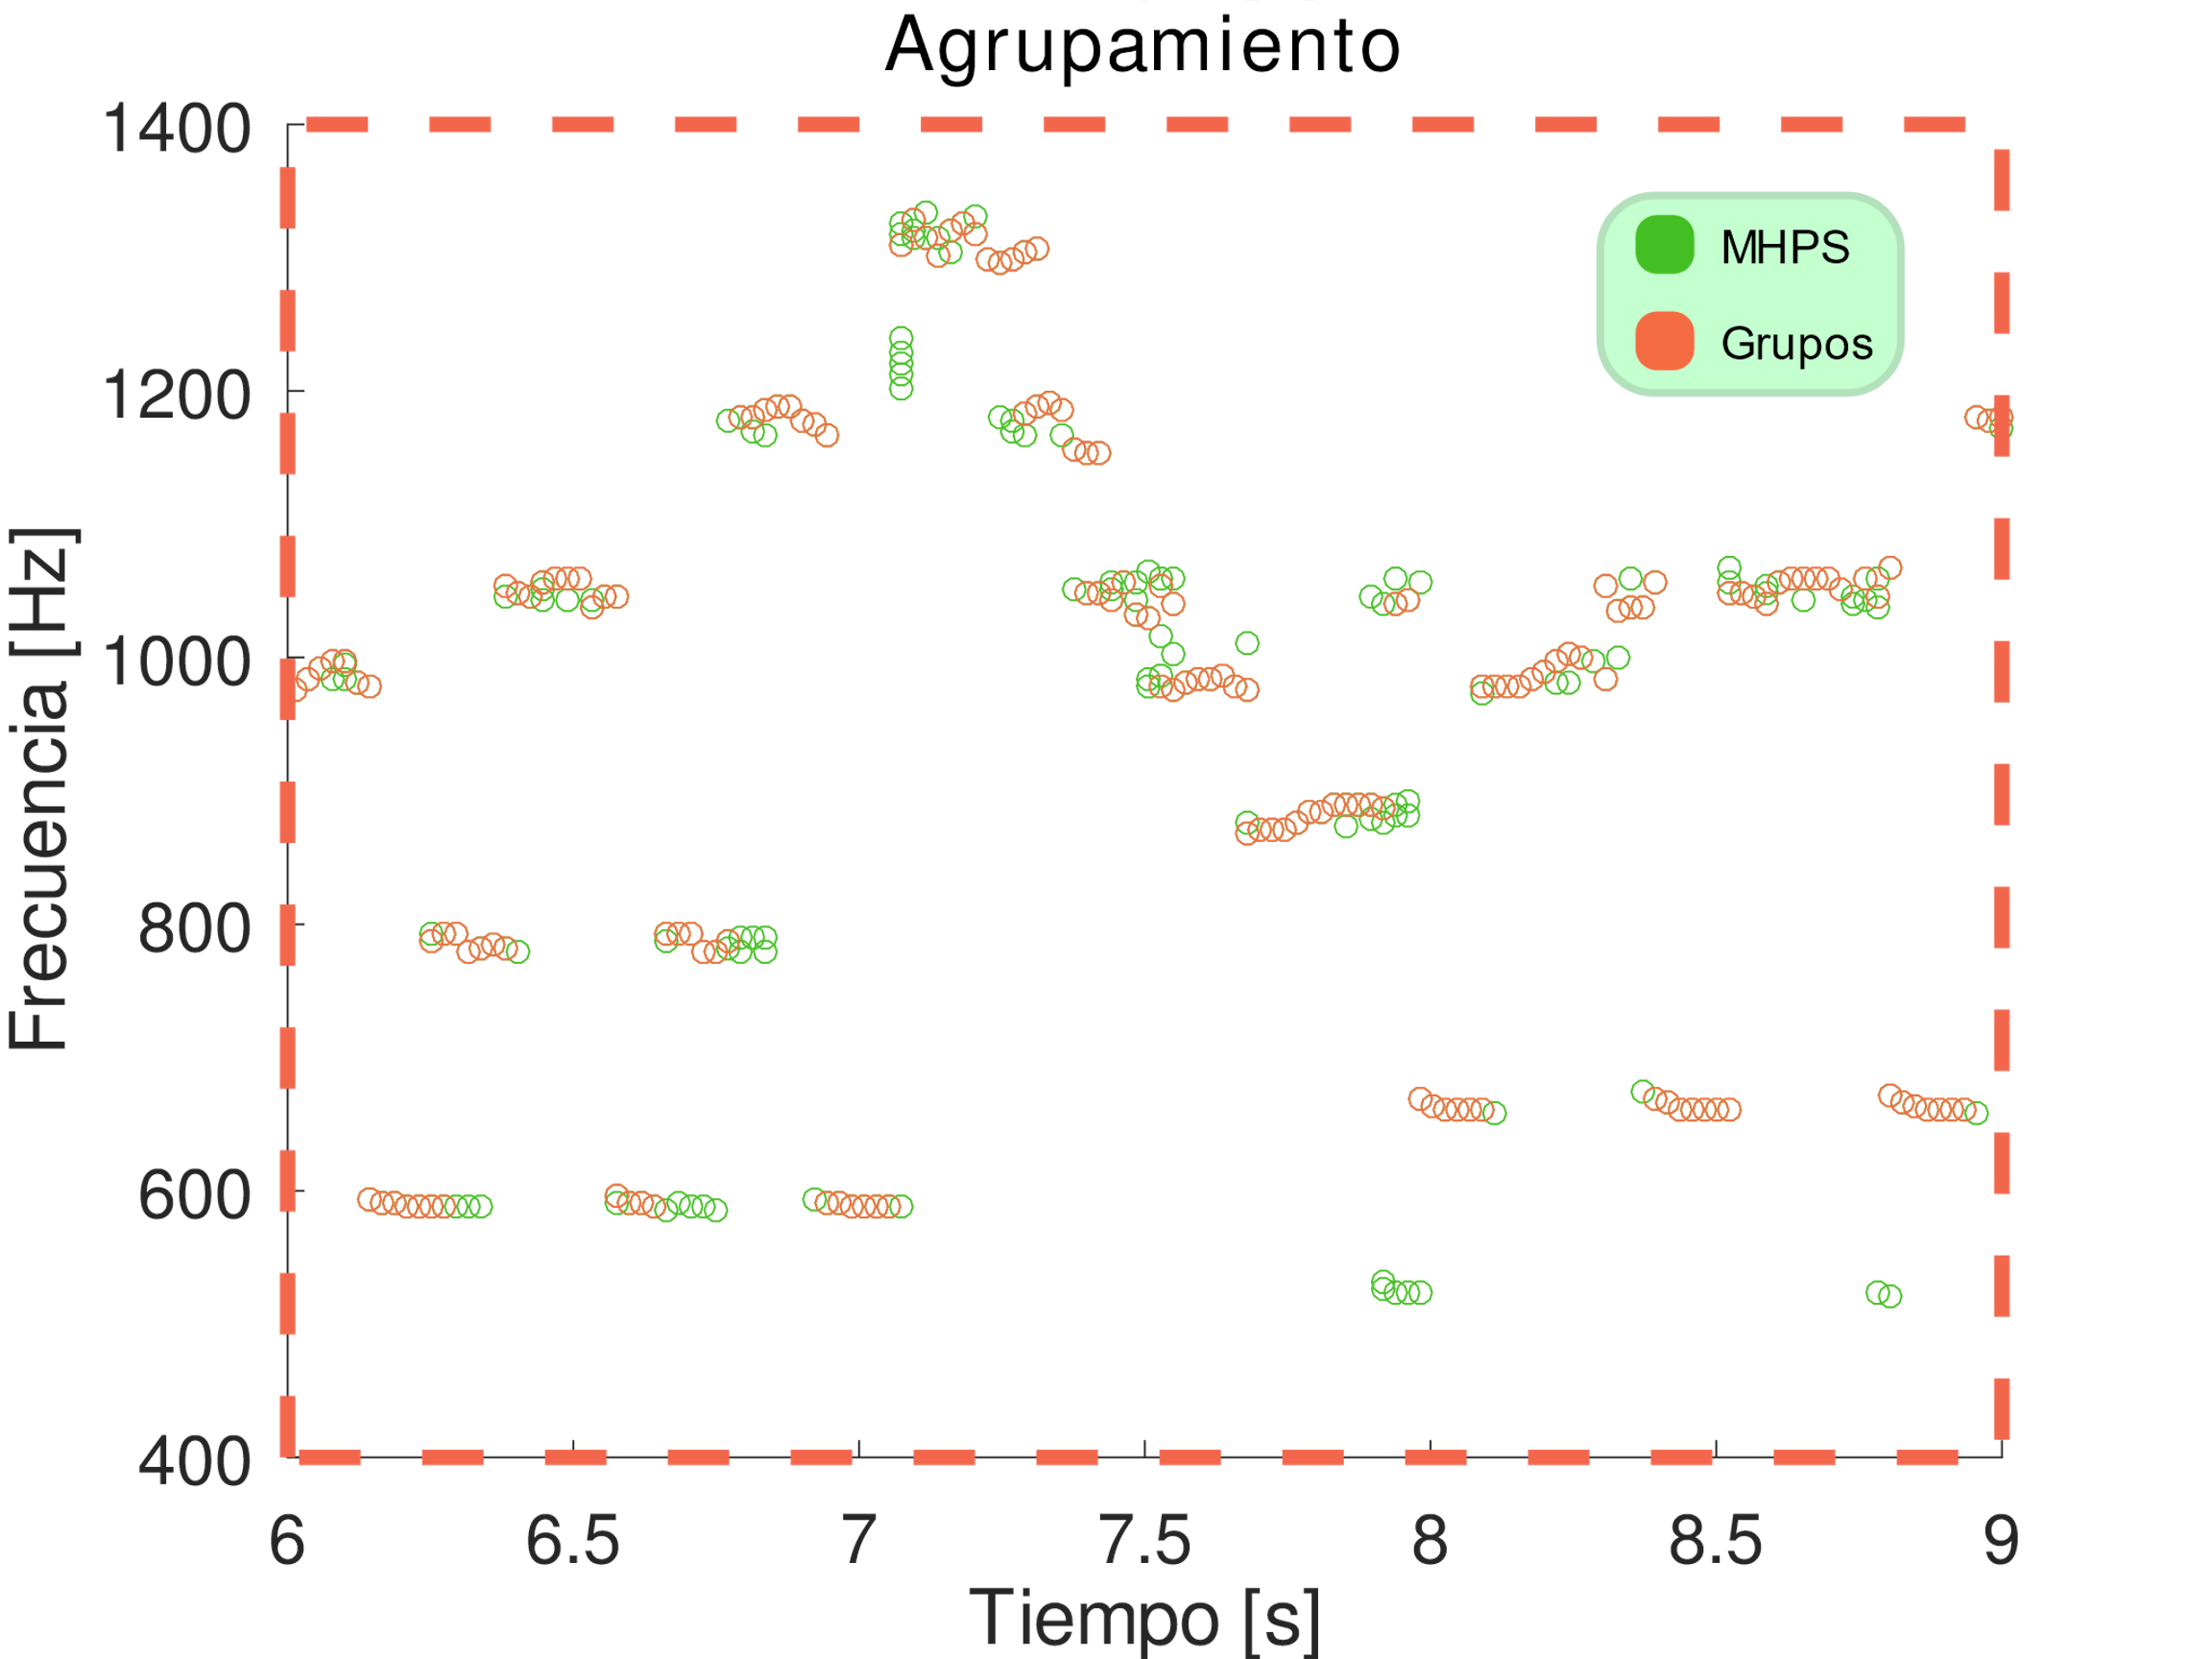 Agrupamiento
1400
1200
1000
800
600
400
Frecuencia [Hz]
MHPS
Grupos
6 6.5 7 7.5 8 8.5 9
Tiempo [s]